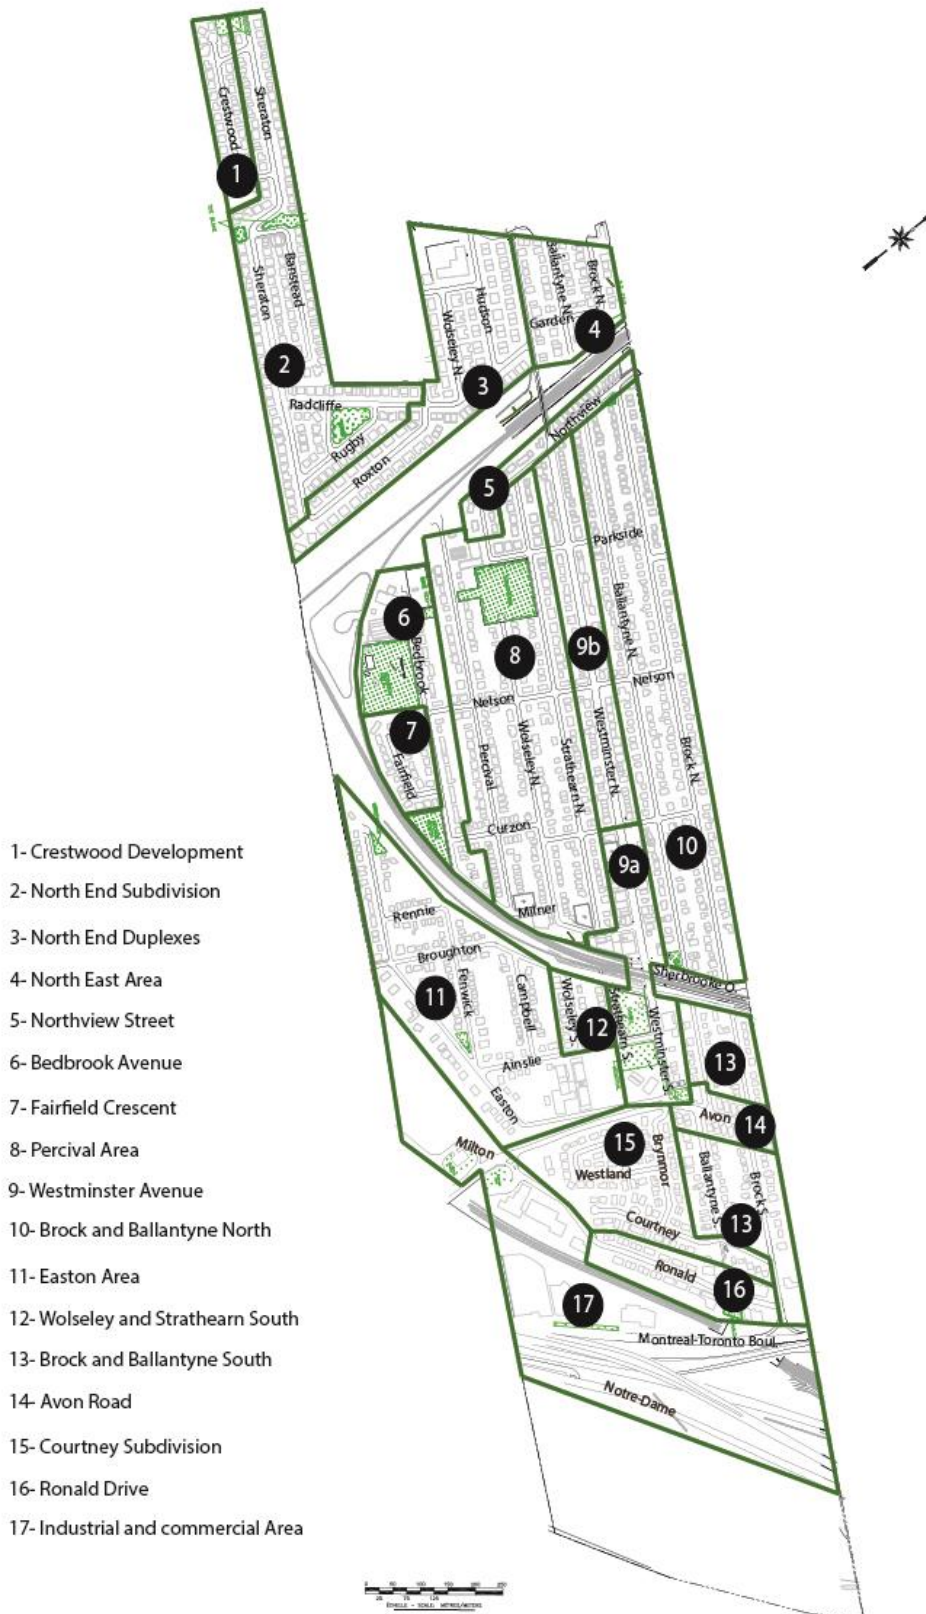 Crestwood
Sheraton
1
Banstead
Sheraton
2
Radcliffe
Rugby
Roxton
Hudson
Wolseley N.
3
Ballantyne N.
Brock N.
Garden
4
Northview
5
Parkside
6
Bedbrook
8
9b
Ballantyne N.
Nelson
Nelson
7
Fairfield
Percival
Wolseley N.
Strathearn N.
Westminster N.
Brock N.
Curzon
9a
10
Milner
Rennie
Broughton
Sherbrooke O.
11
Fenwick
Campbell
Wolseley S.
12
Strathearn S.
Westminster S.
13
Ainslie
Easton
Avon
14
Milton
15
Brynmor
Westland
Ballantyne S.
Brock S.
13
Courtney
Ronald
16
17
Montreal-Toronto Boul.
Notre-Dame
1- Crestwood Development
2- North End Subdivision
3- North End Duplexes
4- North East Area
5- Northview Street
6- Bedbrook Avenue
7- Fairfield Crescent
8- Percival Area
9- Westminster Avenue
10- Brock and Ballantyne North
11- Easton Area
12- Wolseley and Strathearn South
13- Brock and Ballantyne South
14- Avon Road
15- Courtney Subdivision
16- Ronald Drive
17- Industrial and commercial Area
ÉCHELLE - SCALE: MÈTRES/METERS